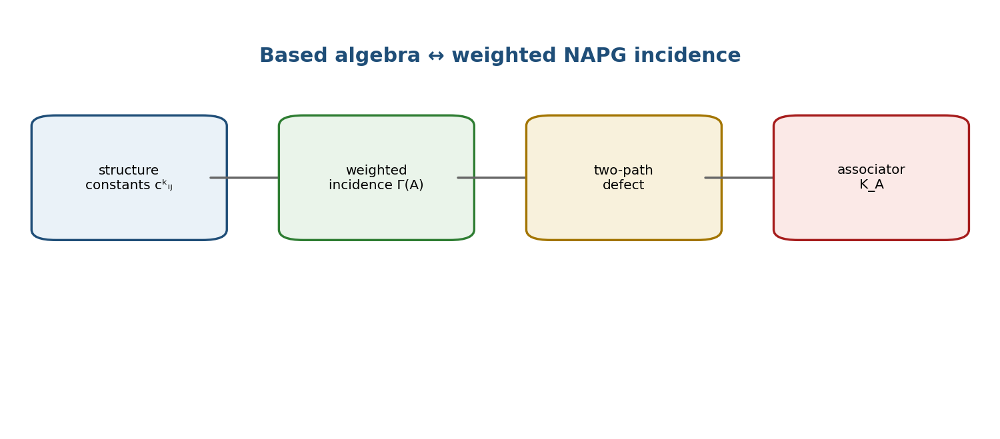 Based algebra ↔ weighted NAPG incidence
structure
constants cᵏᵢⱼ
weighted
incidence Γ(A)
two-path
defect
associator
K_A